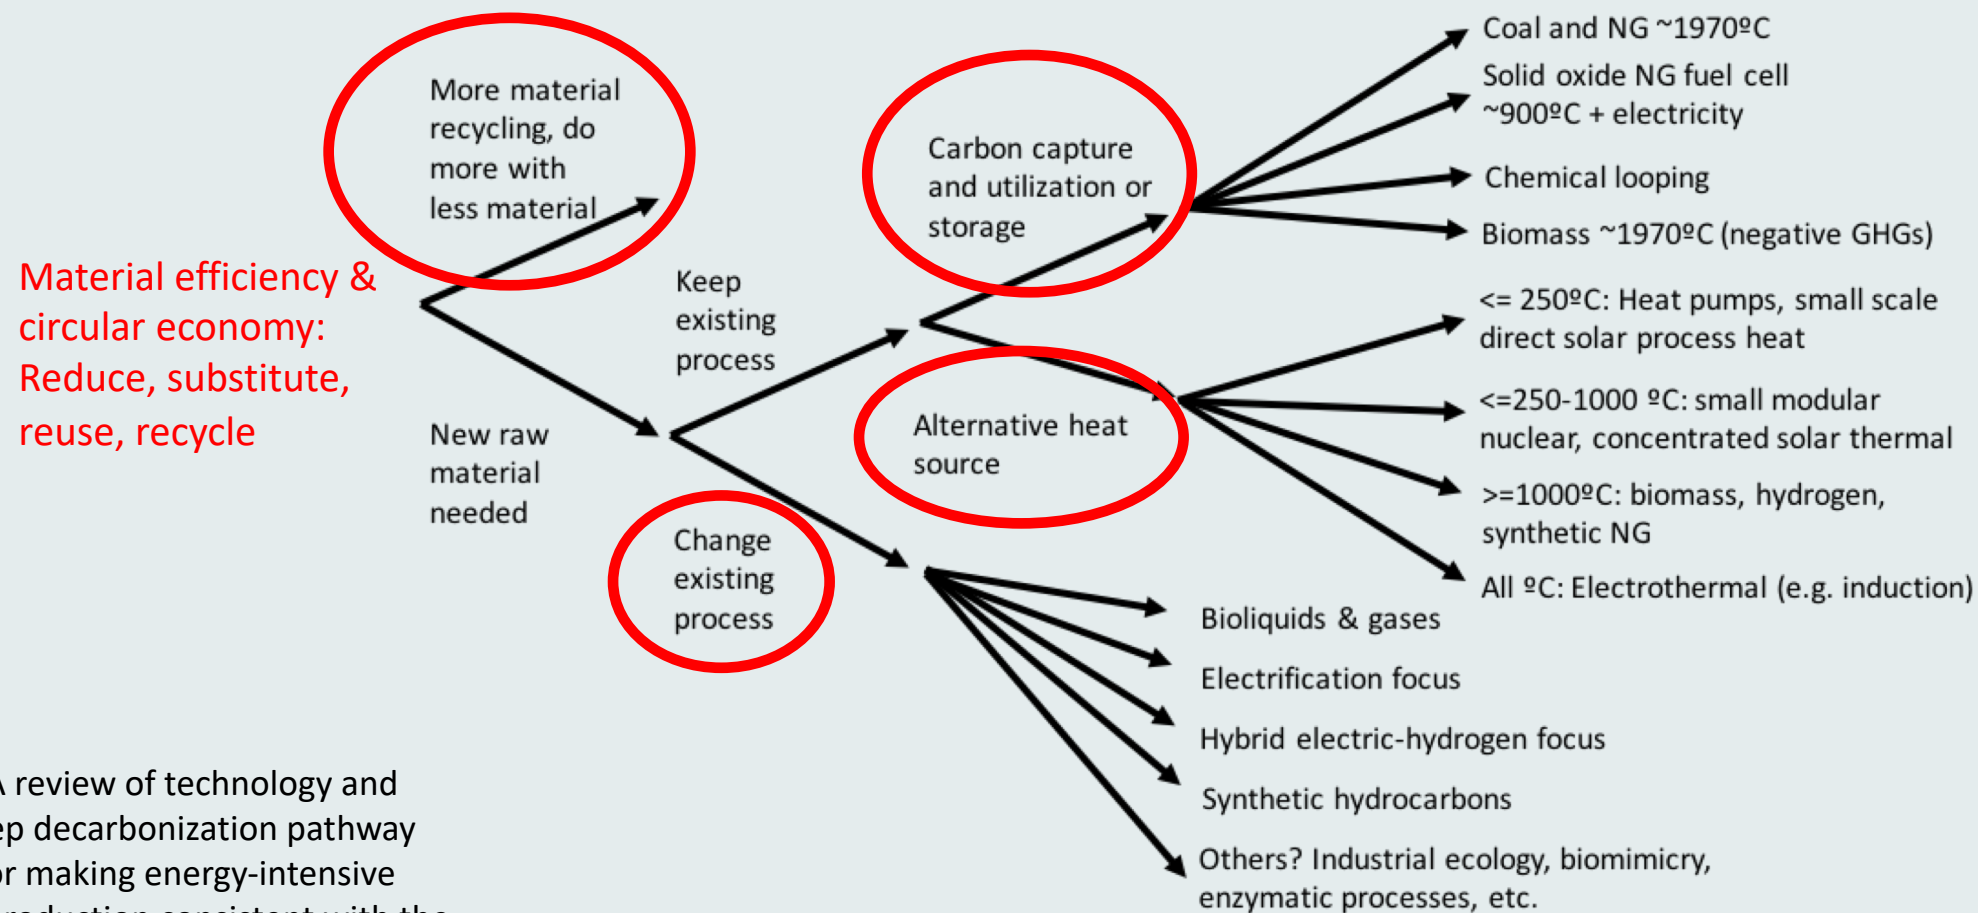 More material
recycling, do
more with
less material
Material efficiency &
circular economy:
Reduce, substitute,
reuse, recycle
New raw
material
needed
Keep
existing
process
Change
existing
process
Carbon capture
and utilization or
storage
Alternative heat
source
Coal and NG ~1970ºC
Solid oxide NG fuel cell
~900ºC + electricity
Chemical looping
Biomass ~1970ºC (negative GHGs)
<= 250ºC: Heat pumps, small scale
direct solar process heat
<=250-1000 ºC: small modular
nuclear, concentrated solar thermal
>=1000ºC: biomass, hydrogen,
synthetic NG
All ºC: Electrothermal (e.g. induction)
Bioliquids & gases
Electrification focus
Hybrid electric-hydrogen focus
Synthetic hydrocarbons
Others? Industrial ecology, biomimicry,
enzymatic processes, etc.
A review of technology and
decarbonization pathway
making energy-intensive
consistent with the